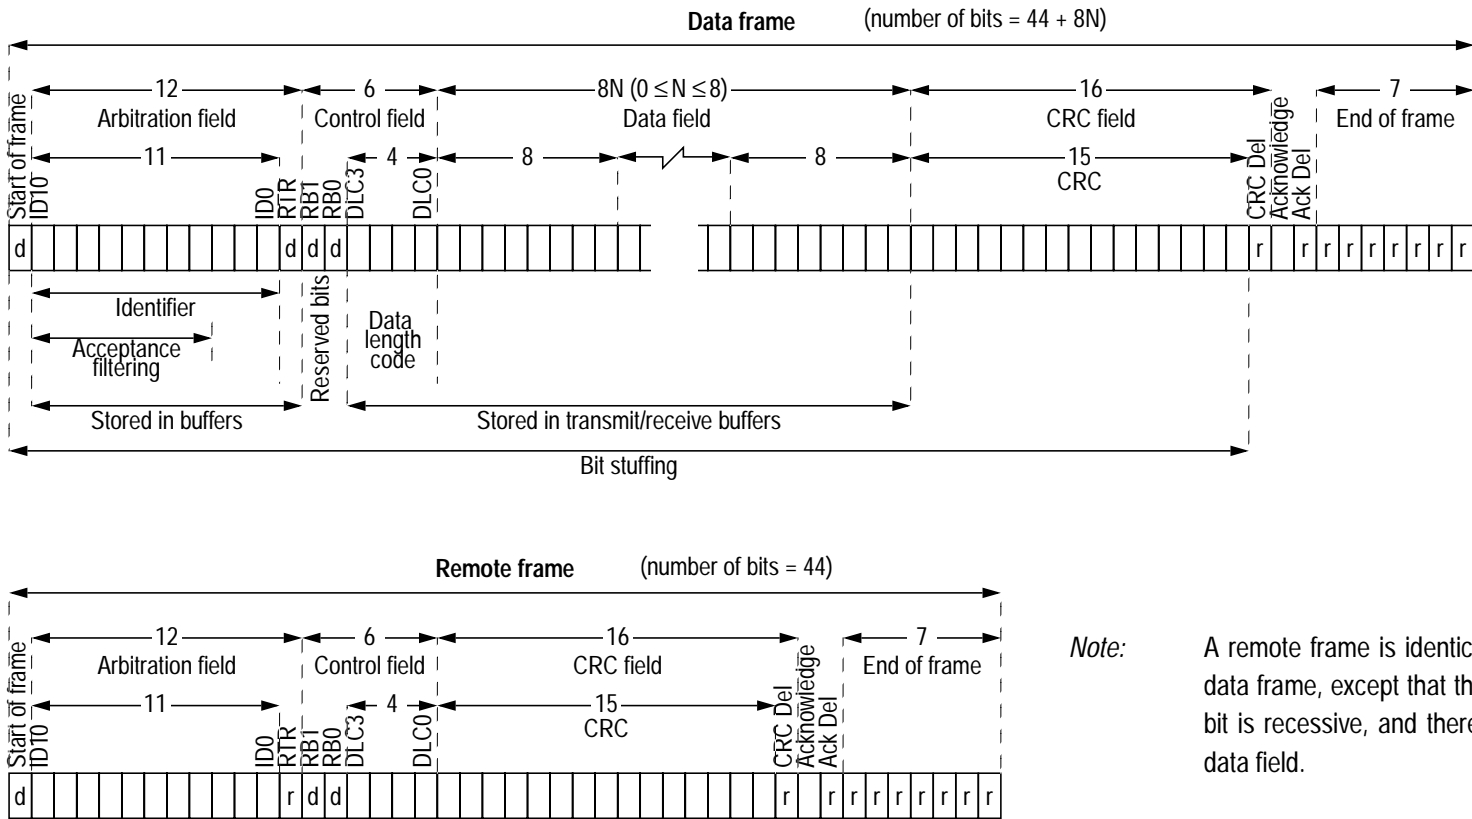 Data frame (number of bits = 44 + 8N)
12 6 8N (0 ≤ N ≤ 8) 16 7
Arbitration field Control field Data field CRC field End of frame
11 4 8 8 15
CRC
Start of frame
ID10
ID0
RTR
RB1
RB0
DLC3
DLC0
CRC Del
Acknowledge
Ack Del
d d d d r r r r r r r r r
Identifier
Acceptance
filtering
Reserved bits
Data
length
code
Stored in buffers Stored in transmit/receive buffers
Bit stuffing
Remote frame (number of bits = 44)
12 6 16 7
Arbitration field Control field CRC field End of frame
11 4 15
CRC
Start of frame
ID10
ID0
RTR
RB1
RB0
DLC3
DLC0
CRC Del
Acknowledge
Ack Del
d r d d r r r r r r r r r
Note: A remote frame is identic
data frame, except that th
bit is recessive, and there
data field.